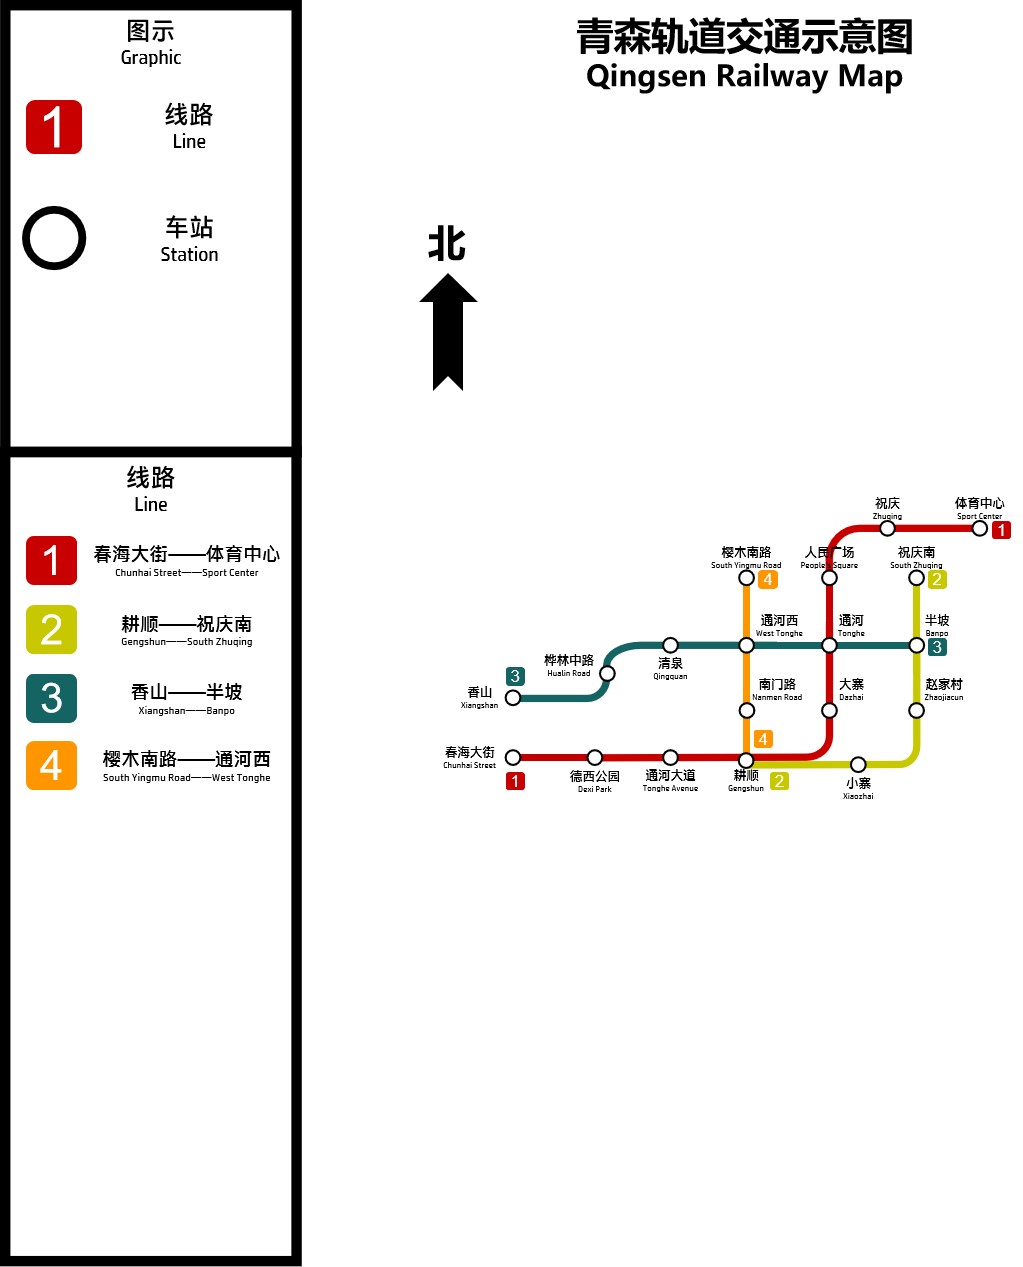 图示
Graphic
1
线路
Line
车站
Station
线路
Line
1
春海大街——体育中心
Chunhai Street——Sport Center
2
耕顺——祝庆南
Gengshun——South Zhuqing
3
香山——半坡
Xiangshan——Banpo
4
樱木南路——通河西
South Yingmu Road——West Tonghe
青森轨道交通示意图
Qingsen Railway Map
北
祝庆
Zhuqing
体育中心
Sport Center
1
樱木南路
South Yingmu Road
4
人民广场
People's Square
祝庆南
South Zhuqing
2
通河西
West Tonghe
通河
Tonghe
半坡
Banpo
3
桦林中路
Hualin Road
清泉
Qingquan
3
香山
Xiangshan
南门路
Nanmen Road
大寨
Dazhai
赵家村
Zhaojiacun
4
春海大街
Chunhai Street
1
德西公园
Dexi Park
通河大道
Tonghe Avenue
耕顺
Gengshun
2
小寨
Xiaozhai